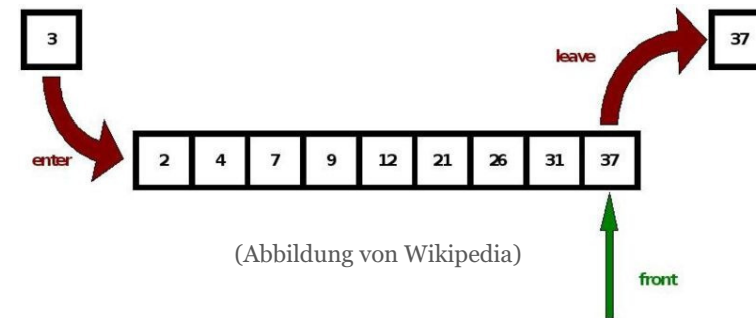 3
37
leave
enter
2 4 7 9 12 21 26 31 37
(Abbildung von Wikipedia)
front